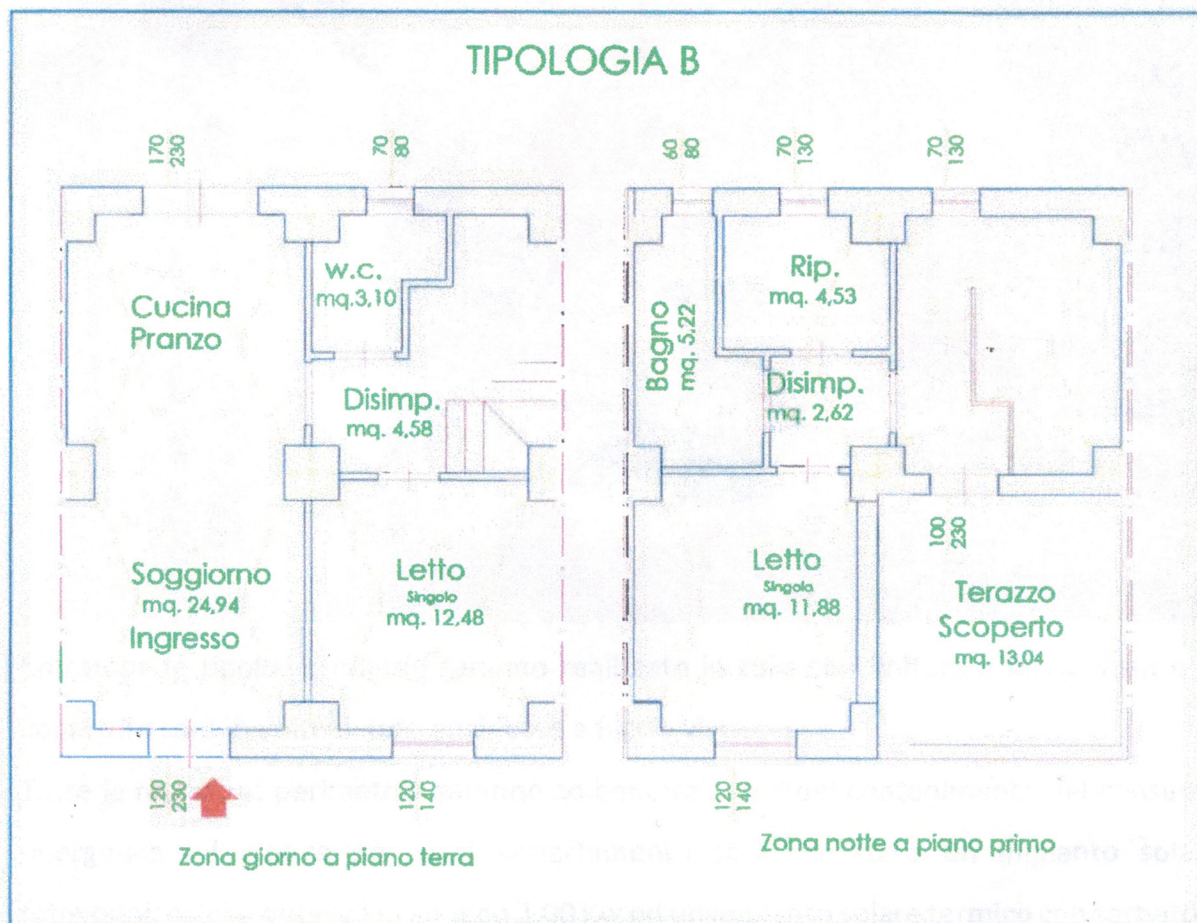 TIPOLOGIA B
170
230
70
80
60
80
70
130
70
130
W.C.
mq.3,10
Cucina
Pranzo
Disimp.
mq. 4,58
Soggiorno
mq. 24,94
Ingresso
Letto
Singolo
mq. 12,48
120
230
120
140
Zona giorno a piano terra
Rip.
mq. 4,53
Bagno
mq. 5,22
Disimp.
mq. 2,62
Letto
Singola
mq. 11,88
100
230
Terazzo
Scoperto
mq. 13,04
120
140
Zona notte a piano primo